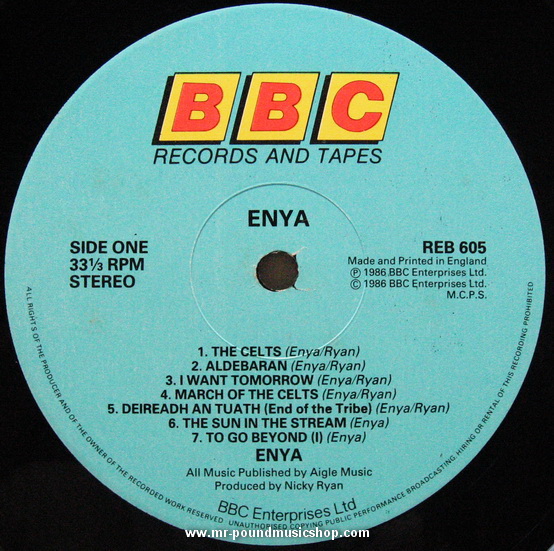 BBC
RECORDS AND TAPES
ENYA
SIDE ONE
33⅓ RPM
STEREO
REB 605
Made and Printed in England
Ⓟ 1986 BBC Enterprises Ltd.
© 1986 BBC Enterprises Ltd.
M.C.P.S.
1. THE CELTS (Enya/Ryan)
2. ALDEBARAN (Enya/Ryan)
3. I WANT TOMORROW (Enya/Ryan)
4. MARCH OF THE CELTS (Enya/Ryan)
5. DEIREADH AN TUATH (End of the Tribe) (Enya/Ryan)
6. THE SUN IN THE STREAM (Enya/Ryan)
7. TO GO BEYOND (I) (Enya)
ENYA
All Music Published by Aigle Music
Produced by Nicky Ryan
BBC Enterprises Ltd
ALL RIGHTS OF THE PRODUCER AND OF THE OWNER OF THE RECORDED WORK RESERVED UNAUTHORISED COPYING PUBLIC PERFORMANCE BROADCASTING HIRING OR RENTAL OF THIS RECORDING PROHIBITED
www.mr-poundmusicshop.com